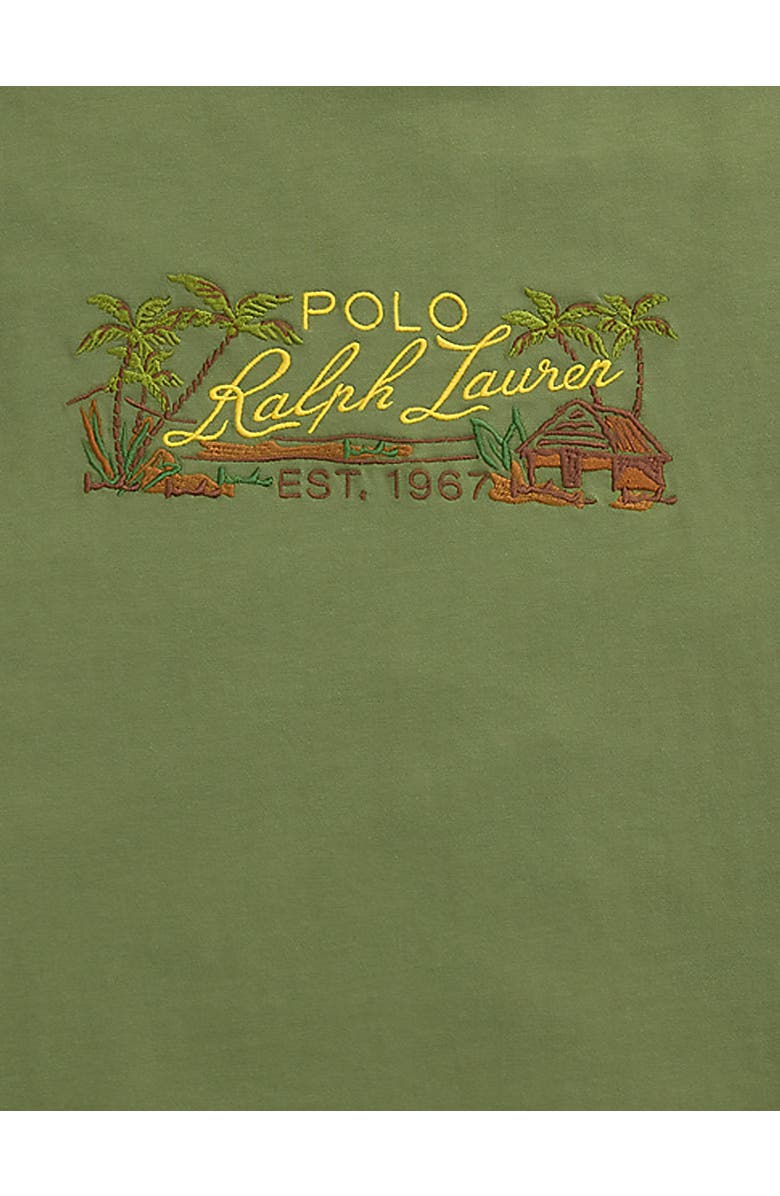 POLO
Ralph Lauren
EST. 1967